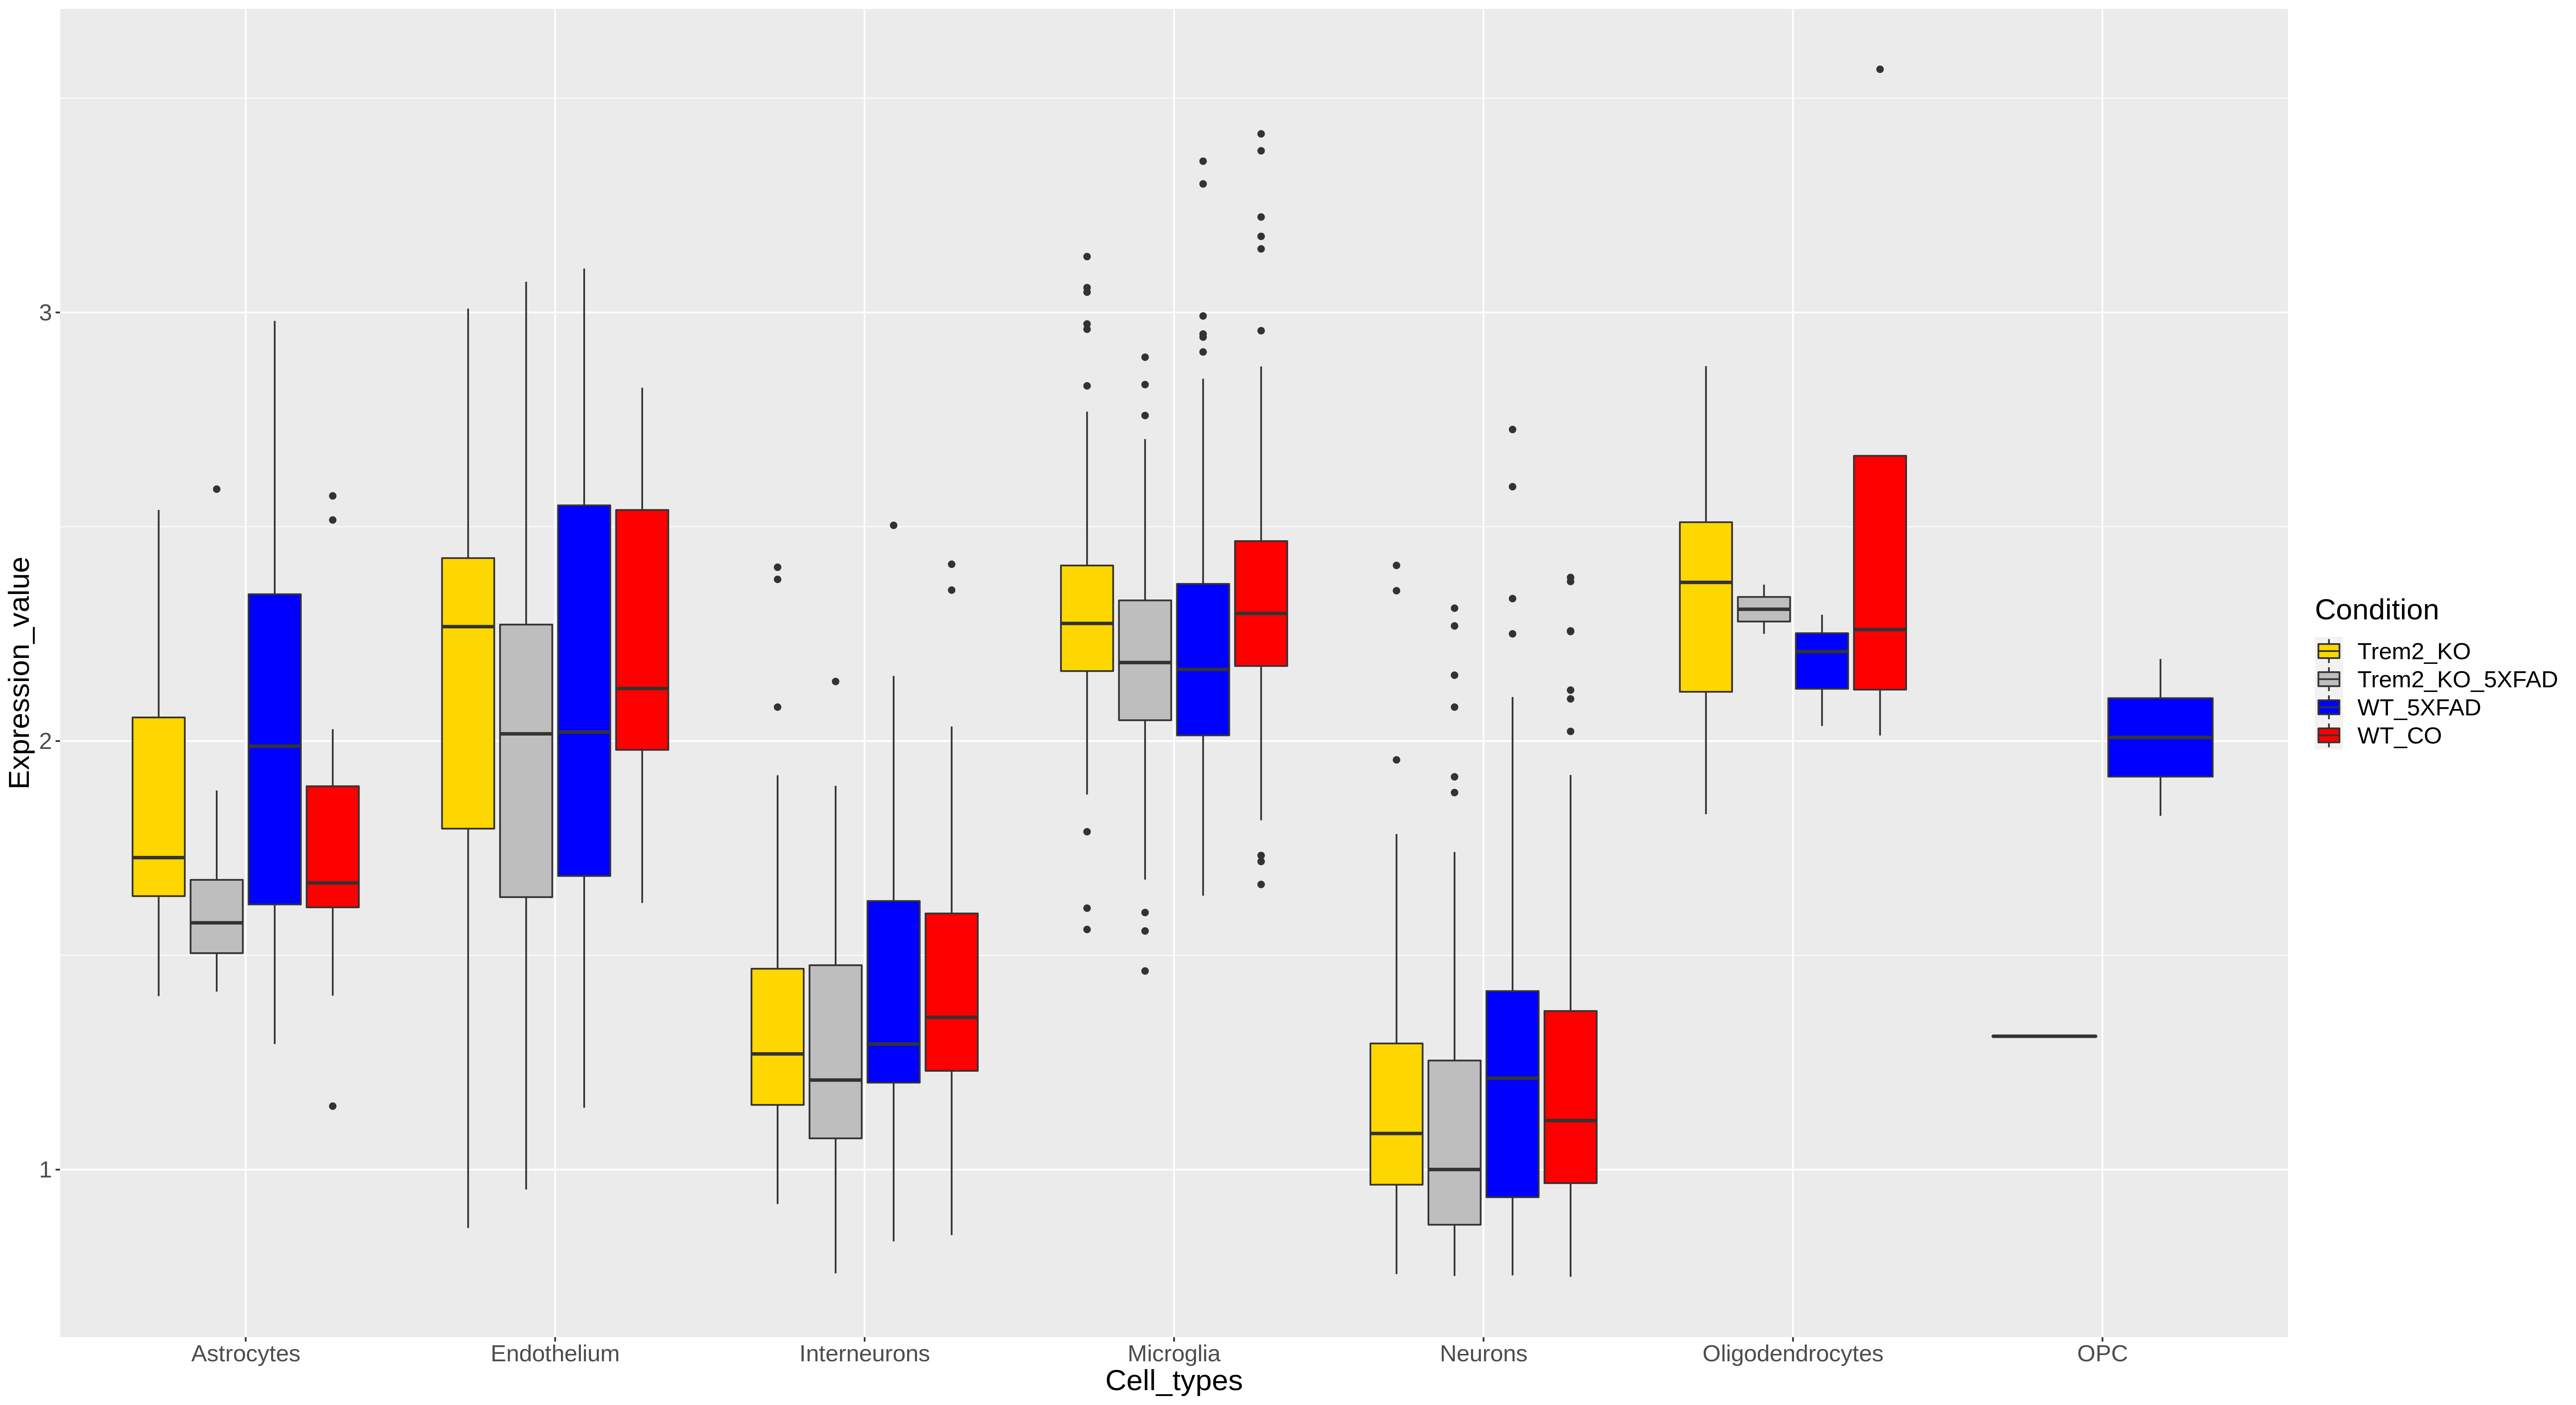 Expression_value
3
2
1
Astrocytes
Endothelium
Interneurons
Microglia
Neurons
Oligodendrocytes
OPC
Cell_types
Condition
Trem2_KO
Trem2_KO_5XFAD
WT_5XFAD
WT_CO